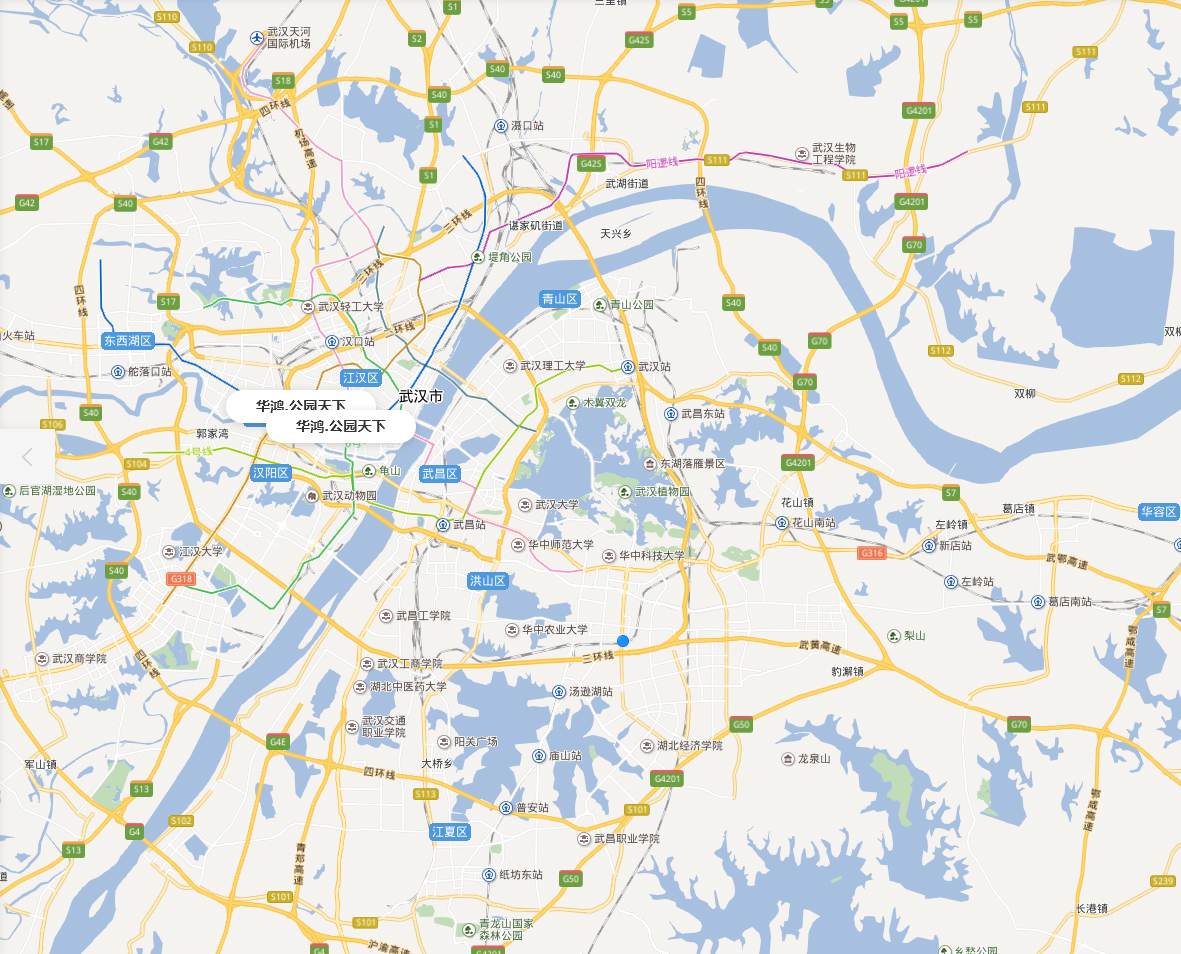 三里镇
S1
S5
S3
G4201
S110
S5
S5
武汉天河
国际机场
S110
S2
G42S
S111
S18
S40
S40
S40
四环线
S111
G4201
S1
滠口站
机场高速
S17
G42
武汉生物
工程学院
S1
G42S
阳逻线
S111
S111
阳逻线
武湖街道
四环线
G42
S40
G4201
三环线
谌家矶街道
天兴乡
G70
堤角公园
三环线
四环线
S17
青山区
青山公园
S40
武汉轻工大学
二环线
火车站
东西湖区
汉口站
G70
双柳
S40
S112
舵落口站
武汉理工大学
武汉站
江汉区
G70
S112
武汉市
双柳
华鸿.公园天下
木翼双龙
武昌东站
S40
S106
华鸿.公园天下
郭家湾
4号线
S104
汉阳区
龟山
武昌区
东湖落雁景区
G4201
后官湖湿地公园
S40
武汉动物园
武汉植物园
S7
武汉大学
花山镇
葛店镇
华容区
武昌站
花山南站
左岭镇
江汉大学
华中师范大学
华中科技大学
G316
新店站
武鄂高速
S40
G318
洪山区
左岭站
葛店南站
S7
武昌工学院
华中农业大学
梨山
鄂咸高速
武汉商学院
四环线
武汉工商学院
三环线
武黄高速
豹澥镇
湖北中医药大学
汤逊湖站
武汉交通
职业学院
G50
G70
G4E
阳关广场
湖北经济学院
庙山站
龙泉山
军山镇
大桥乡
四环线
G4201
S13
S113
普安站
S101
鄂咸高速
S102
G4
江夏区
武昌职业学院
S13
青郑高速
纸坊东站
G50
S239
S101
长港镇
S101
青龙山国家
森林公园
沪渝高速
G4
G4201
乡愁公园